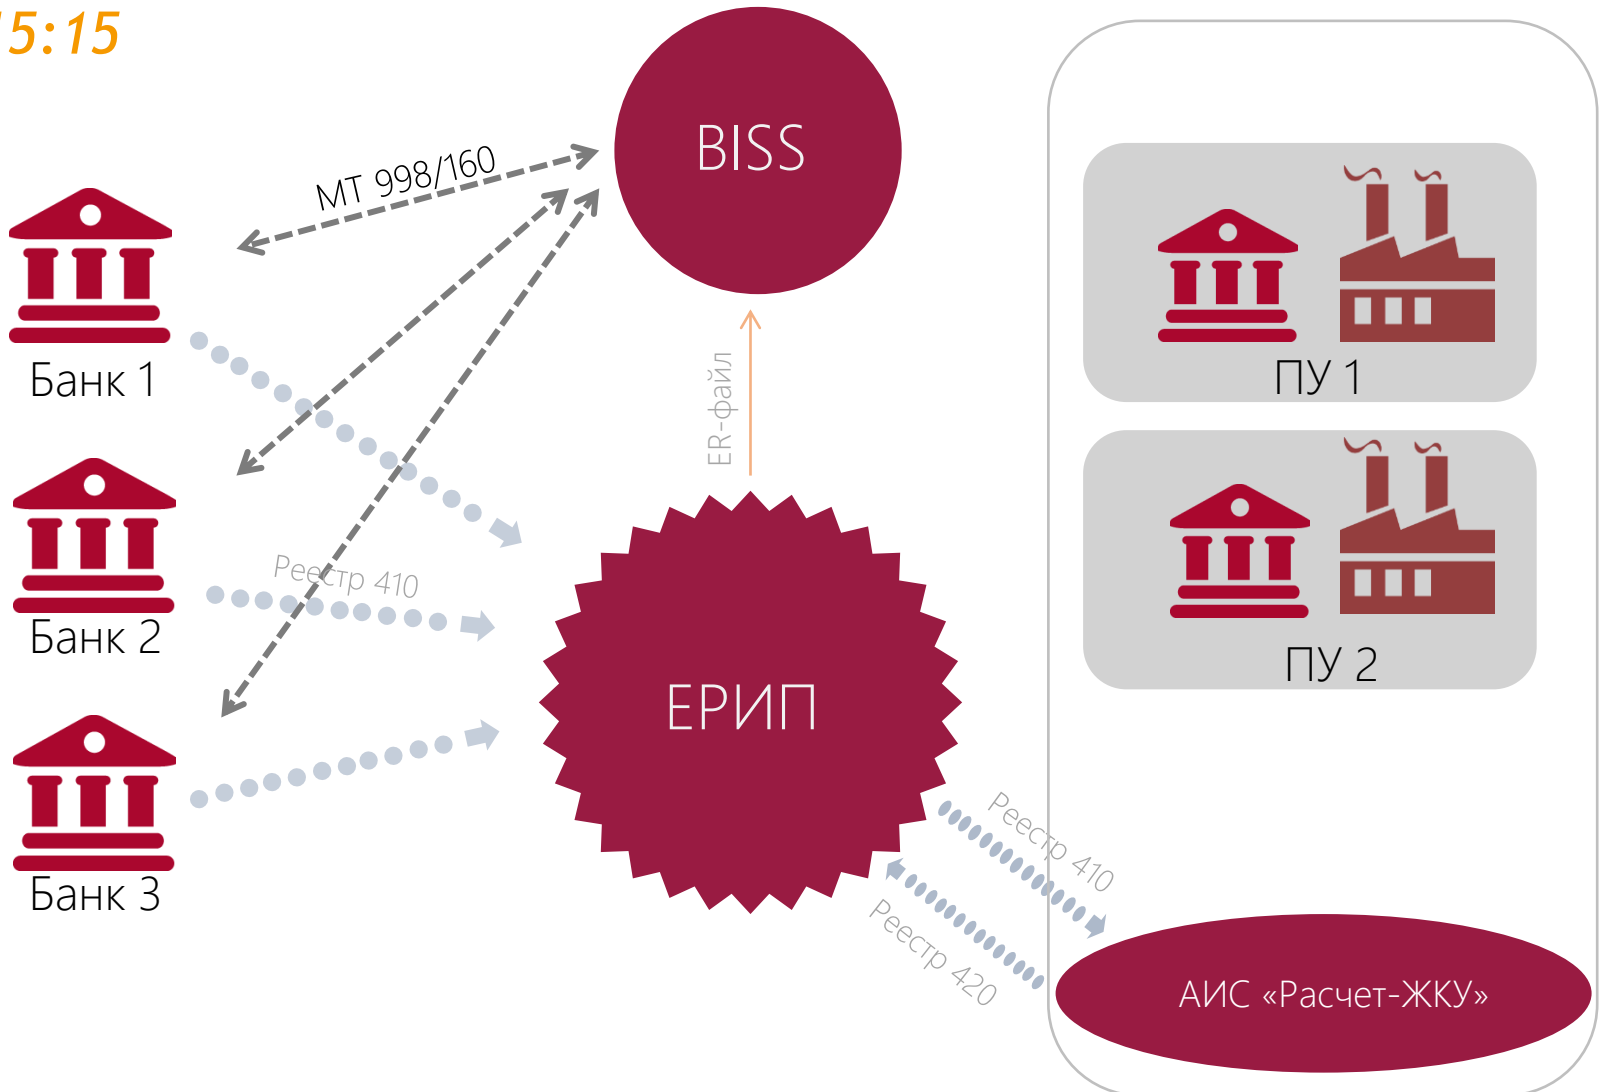 5:15
BISS
МТ 998/160
Банк 1
ER-файл
ПУ 1
Банк 2
Реестр 410
ПУ 2
ЕРИП
Банк 3
Реестр 410
Реестр 420
АИС «Расчет-ЖКУ»